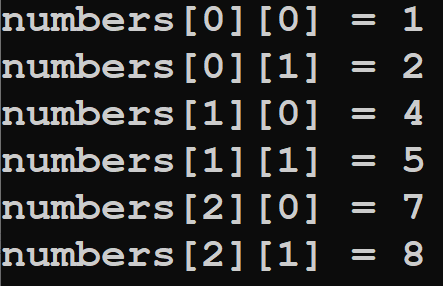 numbers[0][0] = 1
numbers[0][1] = 2
numbers[1][0] = 4
numbers[1][1] = 5
numbers[2][0] = 7
numbers[2][1] = 8